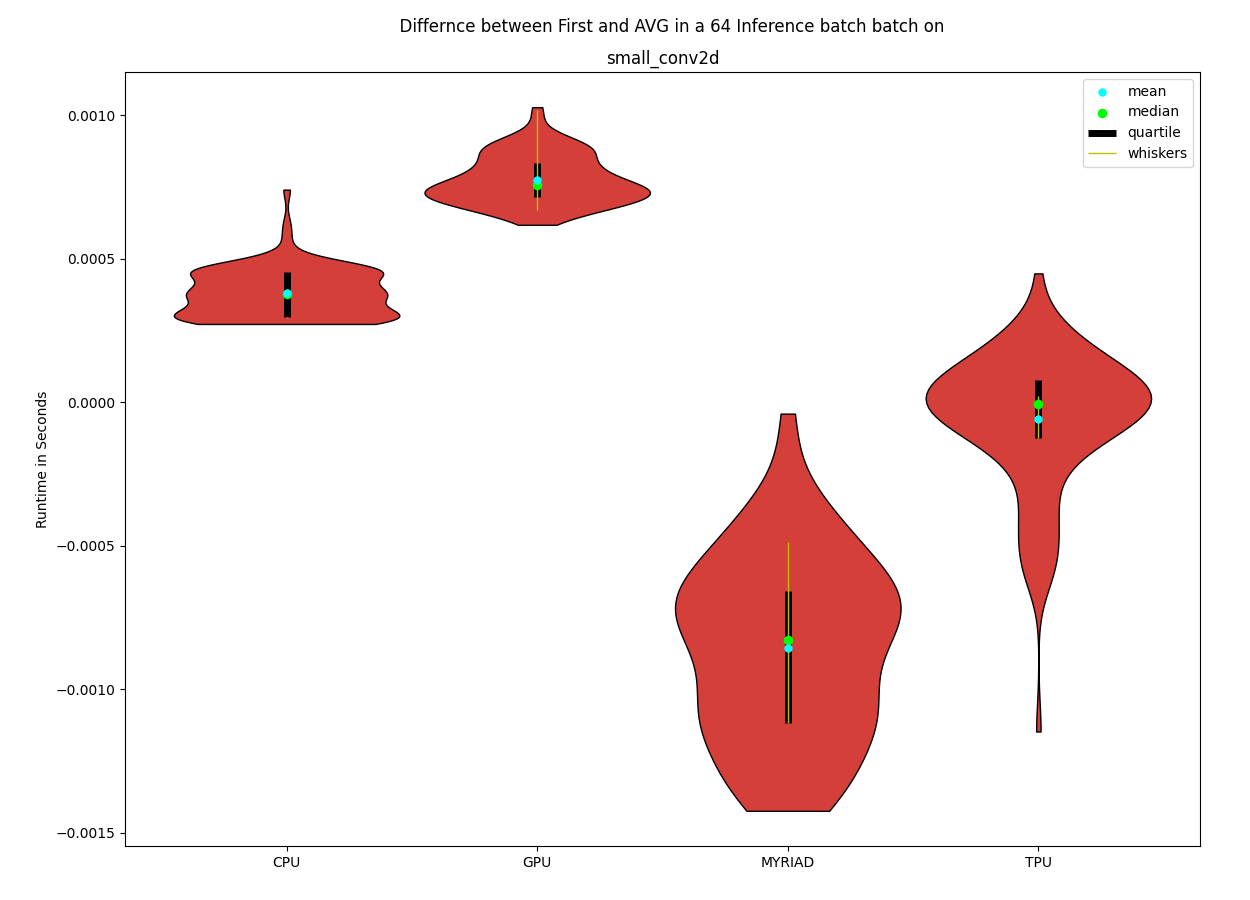 Differnce between First and AVG in a 64 Inference batch batch on
small_conv2d
mean
median
quartile
whiskers
Runtime in Seconds
0.0010
0.0005
0.0000
−0.0005
−0.0010
−0.0015
CPU GPU MYRIAD TPU